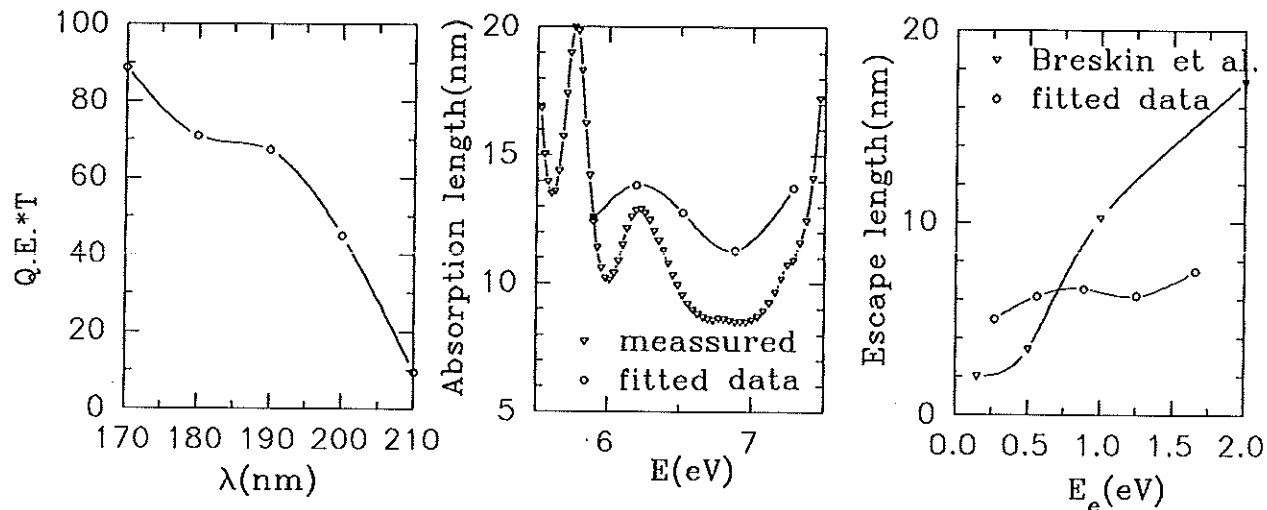 Q.E.*T
100
80
60
40
20
0
170 180 190 200 210
λ(nm)
Absorption length(nm)
20
15
10
5
meassured
fitted data
6 7
E(eV)
Escape length(nm)
20
10
0
Breskin et al.
fitted data
0.0 0.5 1.0 1.5 2.0
E_e(eV)